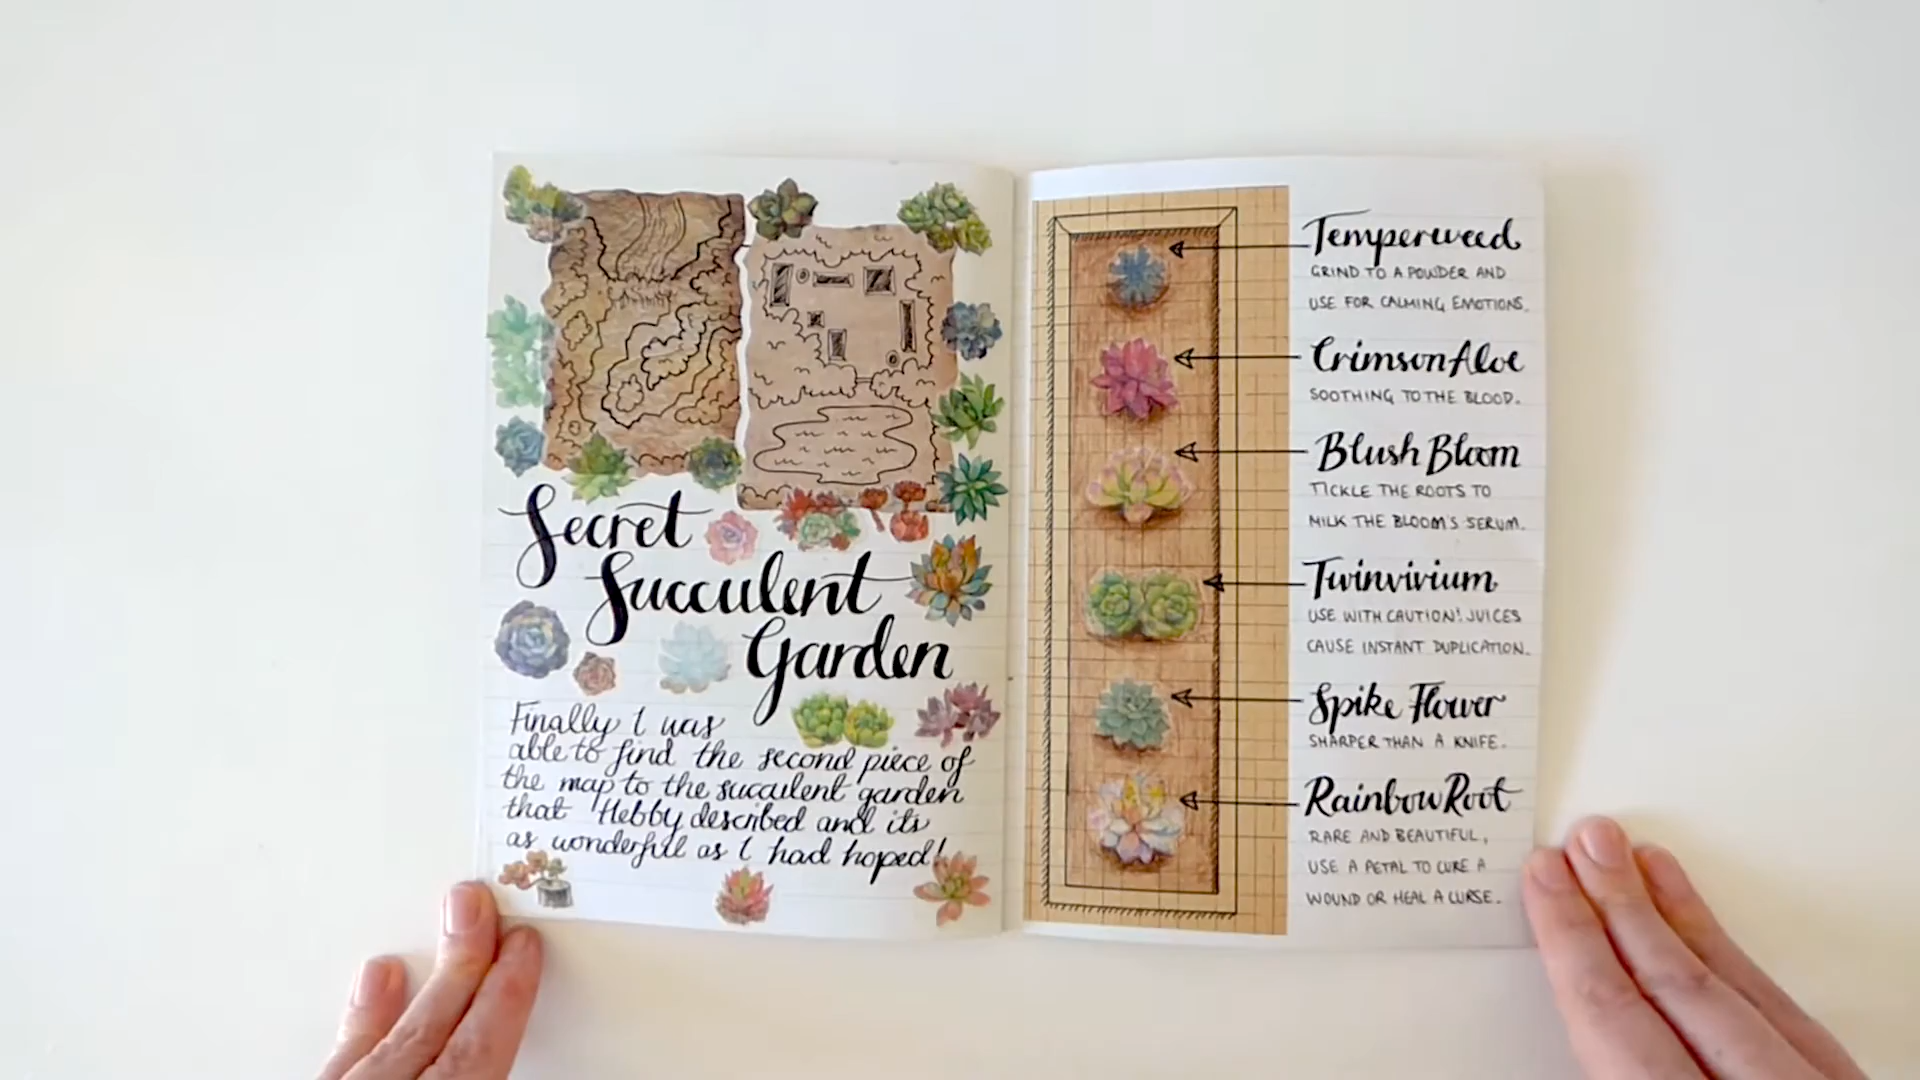 Secret
Succulent
Garden
Finally I was
able to find the second piece of
the map to the succulent garden
that Hebby described and its
as wonderful as I had hoped!
Temperweed
GRIND TO A POWDER AND
USE FOR CALMING EMOTIONS.
Crimson Aloe
SOOTHING TO THE BLOOD.
Blush Bloom
TICKLE THE ROOTS TO
MILK THE BLOOM'S SERUM.
Twinvivium
USE WITH CAUTION! JUICES
CAUSE INSTANT DUPLICATION.
Spike Flower
SHARPER THAN A KNIFE.
Rainbow Root
RARE AND BEAUTIFUL,
USE A PETAL TO CURE A
WOUND OR HEAL A CURSE.